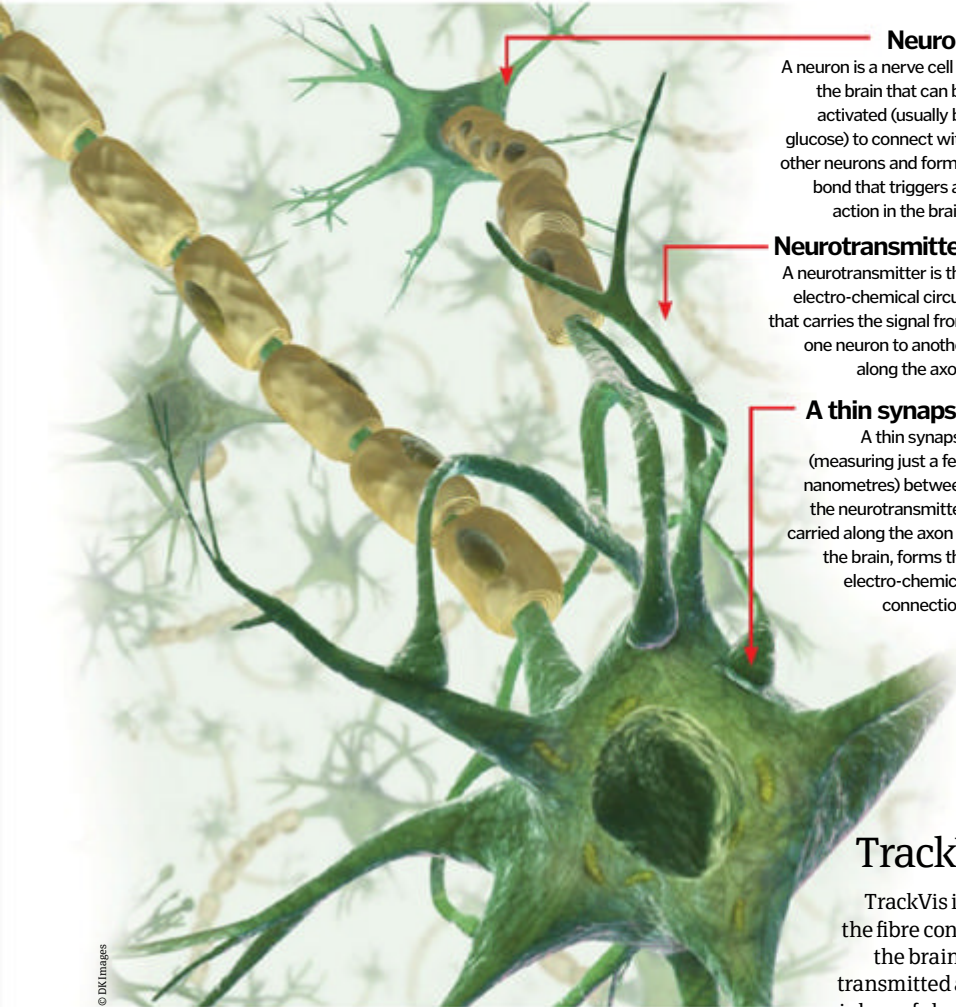 Neuro
A neuron is a nerve cell
the brain that can b
activated (usually b
glucose) to connect wit
other neurons and form
bond that triggers a
action in the brai
Neurotransmitte
A neurotransmitter is th
electro-chemical circu
that carries the signal fro
one neuron to anothe
along the axo
A thin synaps
A thin synaps
(measuring just a fe
nanometres) betwee
the neurotransmitte
carried along the axon
the brain, forms th
electro-chemic
connectio
Track
TrackVis i
the fibre con
the brain
transmitted a
© DK Images